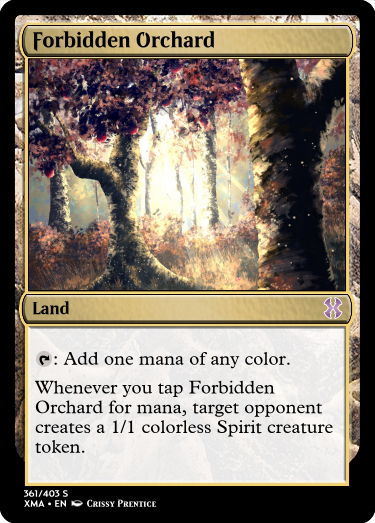 Forbidden Orchard
Land
: Add one mana of any color.
Whenever you tap Forbidden
Orchard for mana, target opponent
creates a 1/1 colorless Spirit creature
token.
361/403 S
XMA • EN Crissy Prentice